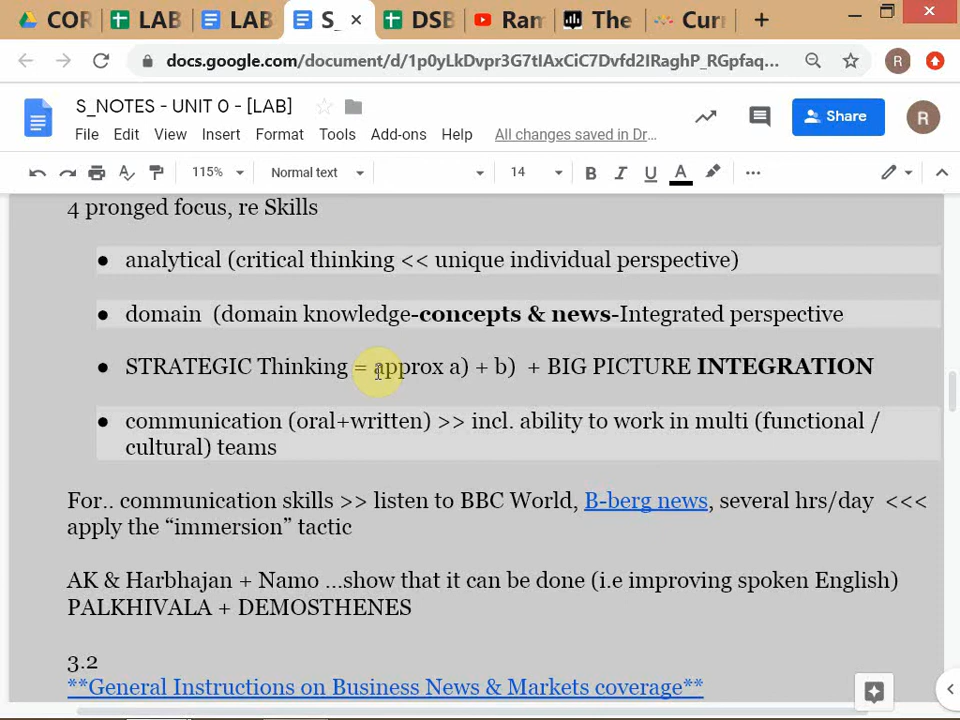 COR LAB LAB S_ × DSB Ram The Curr +
docs.google.com/document/d/1p0yLkDvpr3G7tIAxCiC7Dvfd2IRaghP_RGpfaq... R
S_NOTES - UNIT 0 - [LAB]
File Edit View Insert Format Tools Add-ons Help All changes saved in Dr... Share R
115% Normal text 14 B I U A ...
4 pronged focus, re Skills
● analytical (critical thinking << unique individual perspective)
● domain (domain knowledge-concepts & news-Integrated perspective
● STRATEGIC Thinking = approx a) + b) + BIG PICTURE INTEGRATION
● communication (oral+written) >> incl. ability to work in multi (functional /
cultural) teams
For.. communication skills >> listen to BBC World, B-berg news, several hrs/day <<<
apply the “immersion” tactic
AK & Harbhajan + Namo ...show that it can be done (i.e improving spoken English)
PALKHIVALA + DEMOSTHENES
3.2
**General Instructions on Business News & Markets coverage**